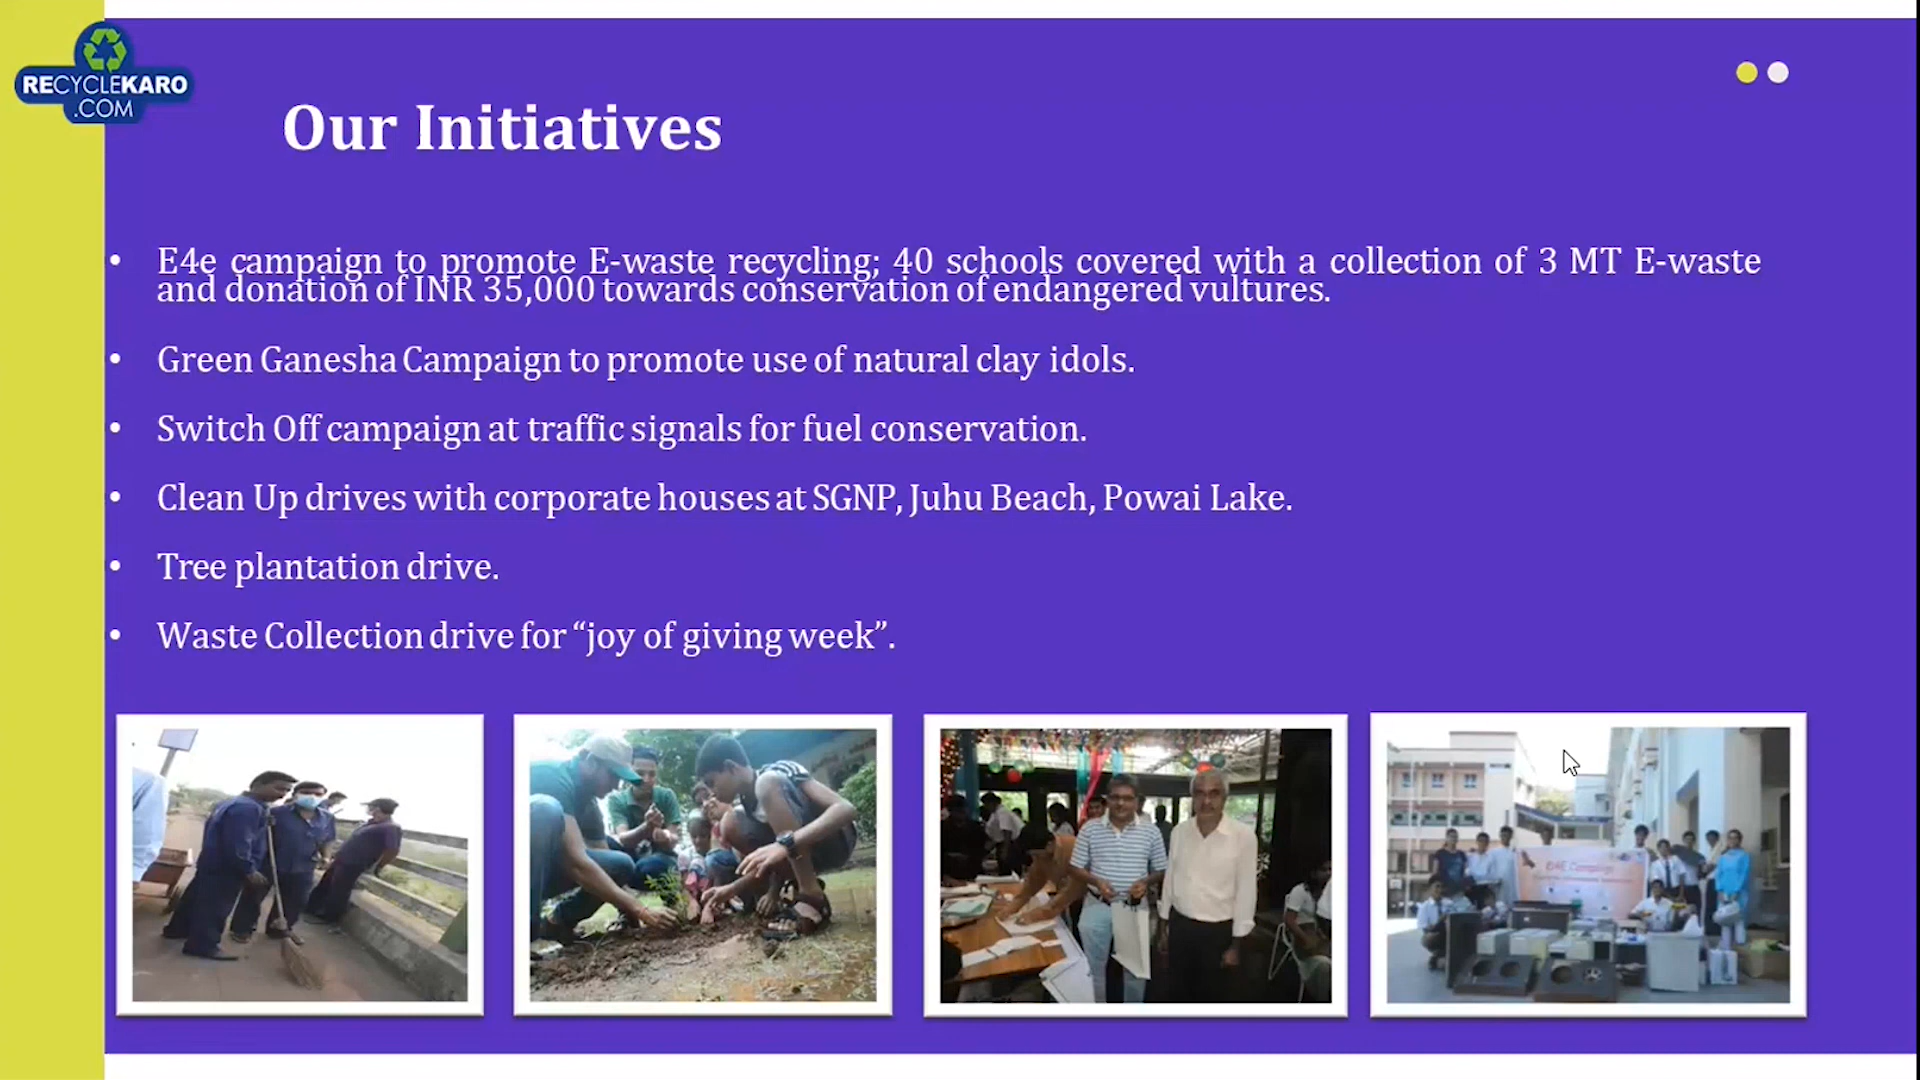 RECYCLEKARO
.COM
Our Initiatives
• E4e campaign to promote E-waste recycling; 40 schools covered with a collection of 3 MT E-waste
and donation of INR 35,000 towards conservation of endangered vultures.
• Green Ganesha Campaign to promote use of natural clay idols.
• Switch Off campaign at traffic signals for fuel conservation.
• Clean Up drives with corporate houses at SGNP, Juhu Beach, Powai Lake.
• Tree plantation drive.
• Waste Collection drive for “joy of giving week”.